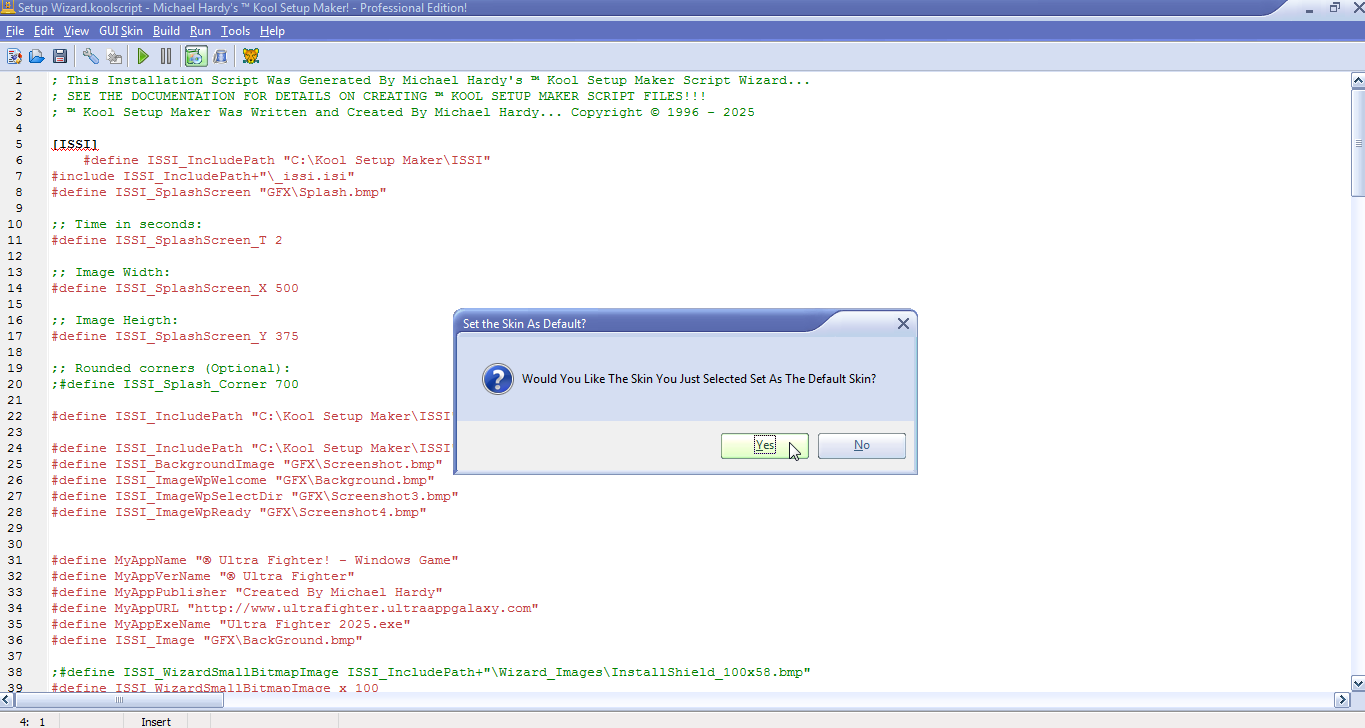 Setup Wizard.koolscript - Michael Hardy's ™ Kool Setup Maker! - Professional Edition!
File Edit View GUI Skin Build Run Tools Help
1 ; This Installation Script Was Generated By Michael Hardy's ™ Kool Setup Maker Script Wizard...
2 ; SEE THE DOCUMENTATION FOR DETAILS ON CREATING ™ KOOL SETUP MAKER SCRIPT FILES!!!
3 ; ™ Kool Setup Maker Was Written and Created By Michael Hardy... Copyright © 1996 - 2025
4
5 [ISSI]
6 #define ISSI_IncludePath "C:\Kool Setup Maker\ISSI"
7 #include ISSI_IncludePath+"\_issi.isi"
8 #define ISSI_SplashScreen "GFX\Splash.bmp"
9
10 ;; Time in seconds:
11 #define ISSI_SplashScreen_T 2
12
13 ;; Image Width:
14 #define ISSI_SplashScreen_X 500
15
16 ;; Image Heigth:
17 #define ISSI_SplashScreen_Y 375
18
19 ;; Rounded corners (Optional):
20 ;#define ISSI_Splash_Corner 700
21
22 #define ISSI_IncludePath "C:\Kool Setup Maker\ISSI"
23
24 #define ISSI_IncludePath "C:\Kool Setup Maker\ISSI
25 #define ISSI_BackgroundImage "GFX\Screenshot.bmp"
26 #define ISSI_ImageWpWelcome "GFX\Background.bmp"
27 #define ISSI_ImageWpSelectDir "GFX\Screenshot3.bmp"
28 #define ISSI_ImageWpReady "GFX\Screenshot4.bmp"
29
30
31 #define MyAppName "® Ultra Fighter! - Windows Game"
32 #define MyAppVerName "® Ultra Fighter"
33 #define MyAppPublisher "Created By Michael Hardy"
34 #define MyAppURL "http://www.ultrafighter.ultraappgalaxy.com"
35 #define MyAppExeName "Ultra Fighter 2025.exe"
36 #define ISSI_Image "GFX\BackGround.bmp"
37
38 ;#define ISSI_WizardSmallBitmapImage ISSI_IncludePath+"\Wizard_Images\InstallShield_100x58.bmp"
39 #define ISSI_WizardSmallBitmapImage_x 100
Set the Skin As Default?
Would You Like The Skin You Just Selected Set As The Default Skin?
Yes No
4: 1 Insert